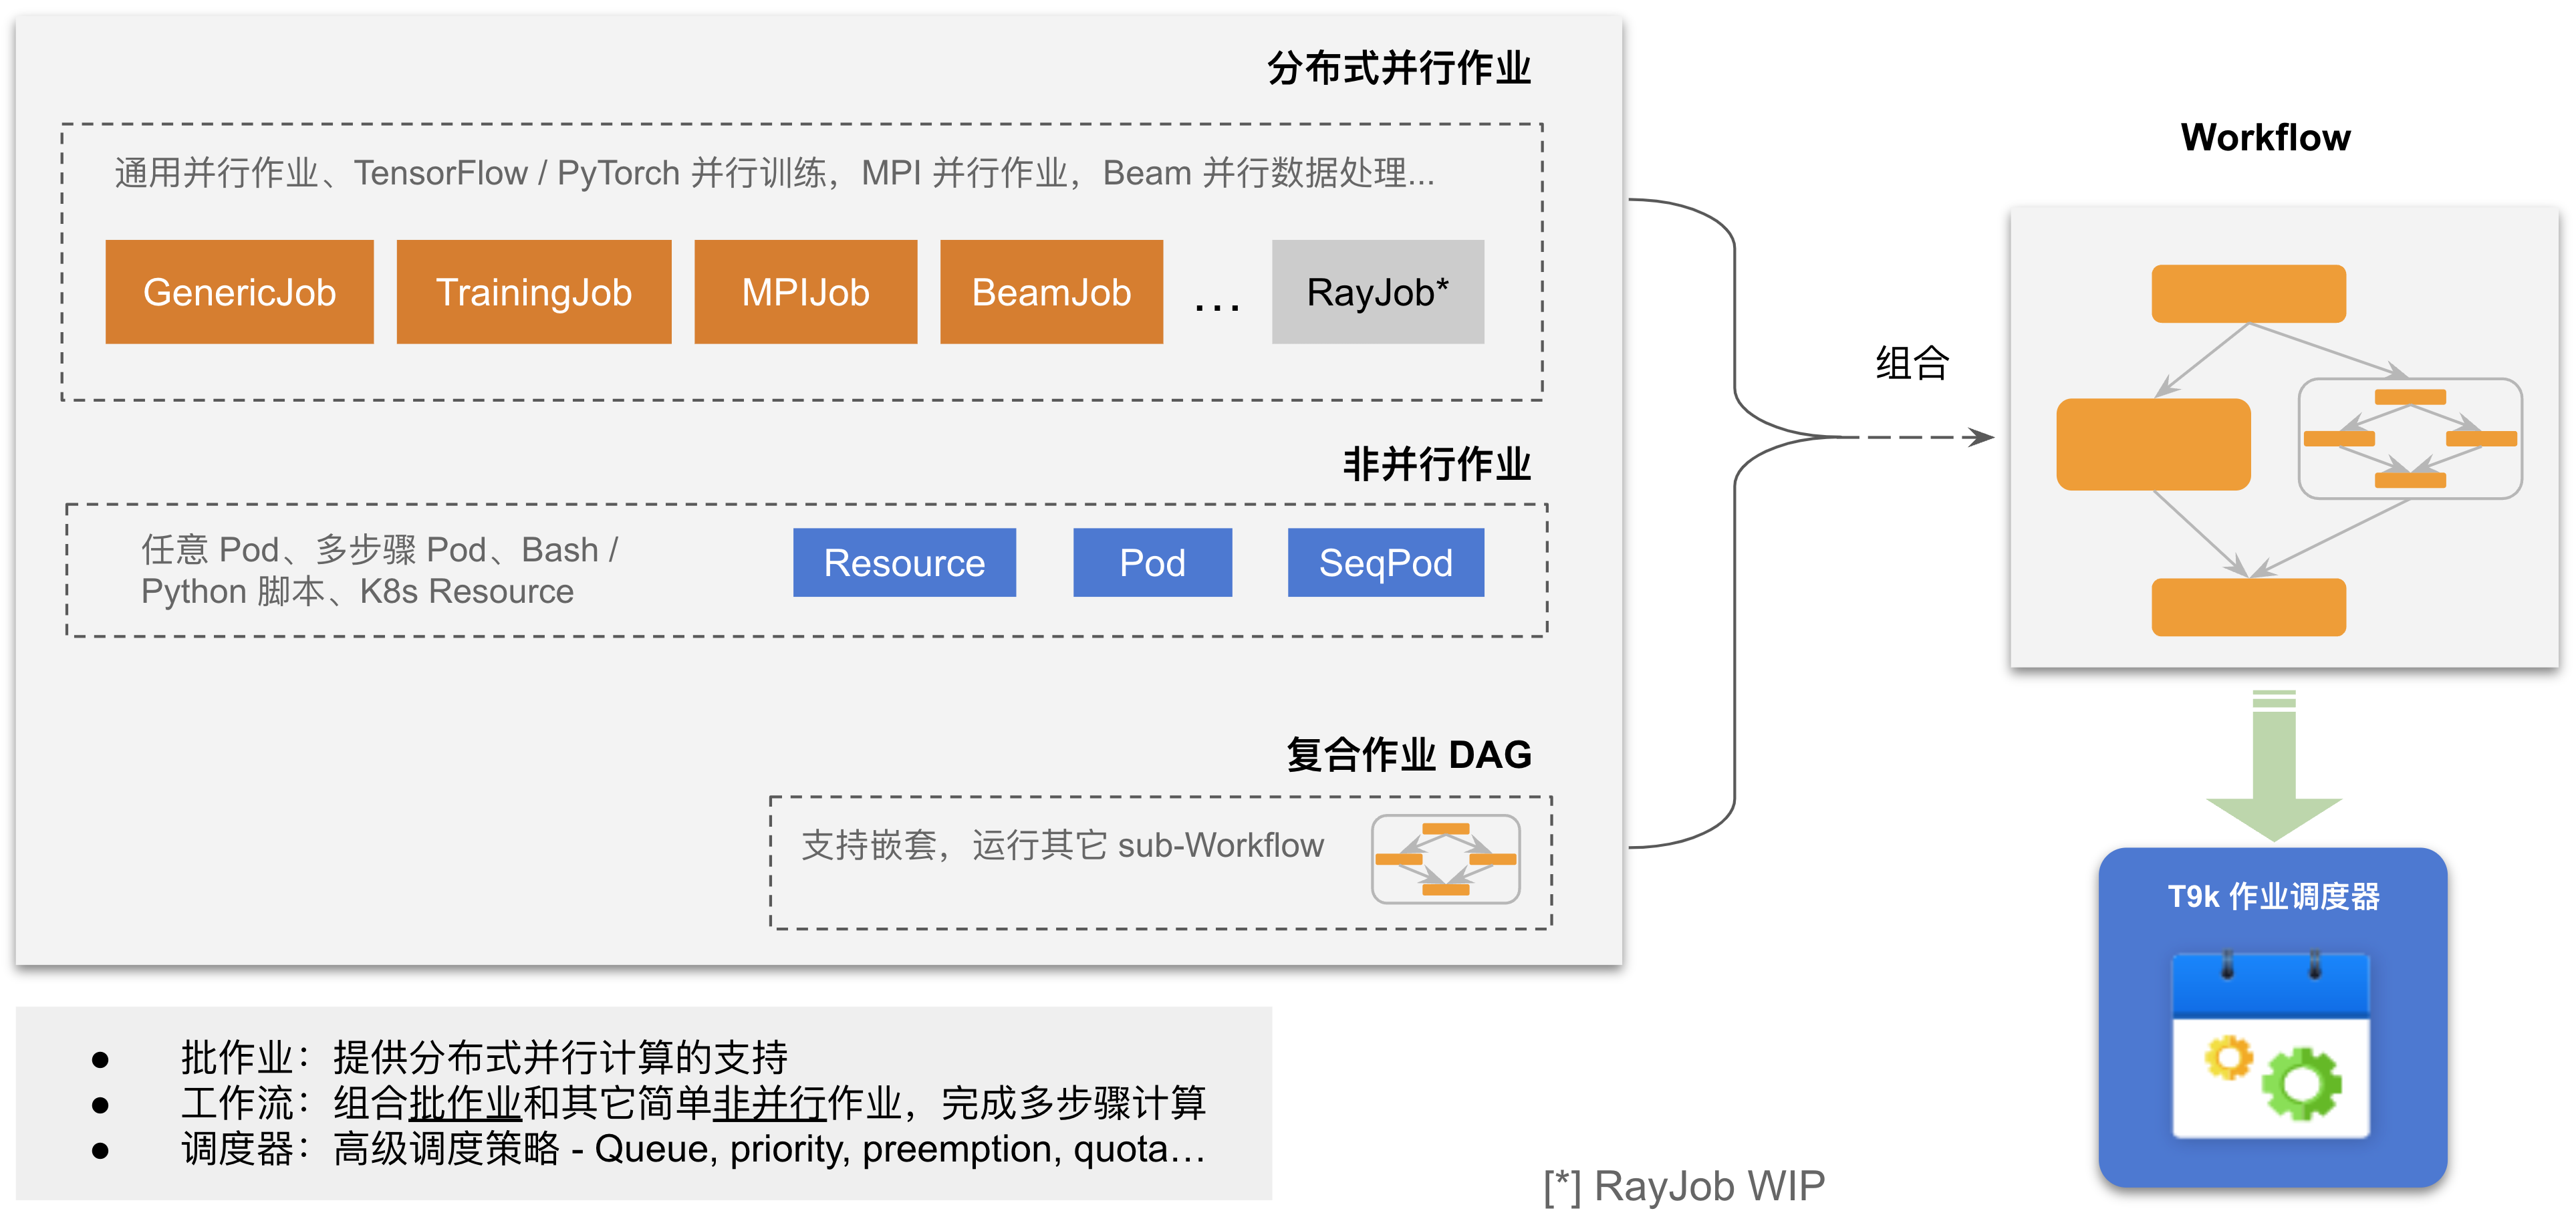 分布式并行作业
通用并行作业、TensorFlow / PyTorch 并行训练，MPI 并行作业，Beam 并行数据处理...
GenericJob
TrainingJob
MPIJob
BeamJob
...
RayJob*
非并行作业
任意 Pod、多步骤 Pod、Bash /
Python 脚本、K8s Resource
Resource
Pod
SeqPod
复合作业 DAG
支持嵌套，运行其它 sub-Workflow
组合
Workflow
T9k 作业调度器
● 批作业：提供分布式并行计算的支持
● 工作流：组合批作业和其它简单非并行作业，完成多步骤计算
● 调度器：高级调度策略 - Queue, priority, preemption, quota…
[*] RayJob WIP